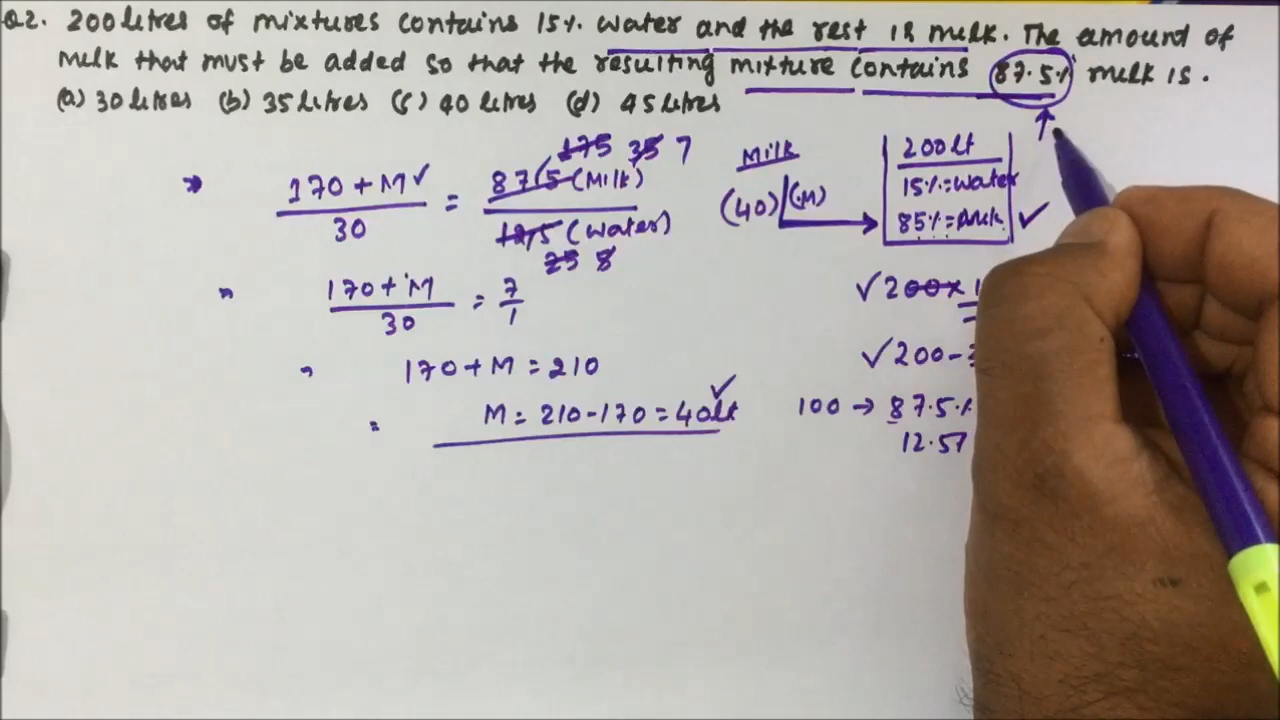 Q2. 200 litres of mixtures contains 15% water and the rest is milk. The amount of
milk that must be added so that the resulting mixture contains 87.5% milk is.
(a) 30 litres (b) 35 litres (c) 40 litres (d) 45 litres
175 35 7
170 + M ✓ / 30 = 87.5 (Milk) / 12.5 (water)
25 8
Milk
(40) (M)
200 lt
15% = water
85% = milk ✓
170 + M / 30 = 7 / 1
✓ 200 × 1
170 + M = 210
✓ 200 -
M = 210 - 170 = 40 lt ✓
100 → 87.5%
12.5